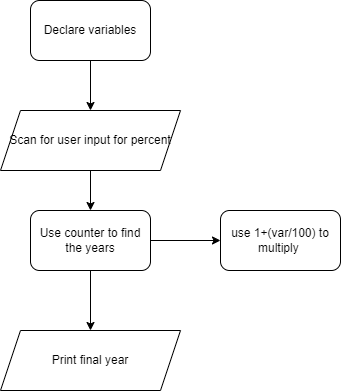 Declare variables
Scan for user input for percent
Use counter to find
the years
use 1+(var/100) to
multiply
Print final year